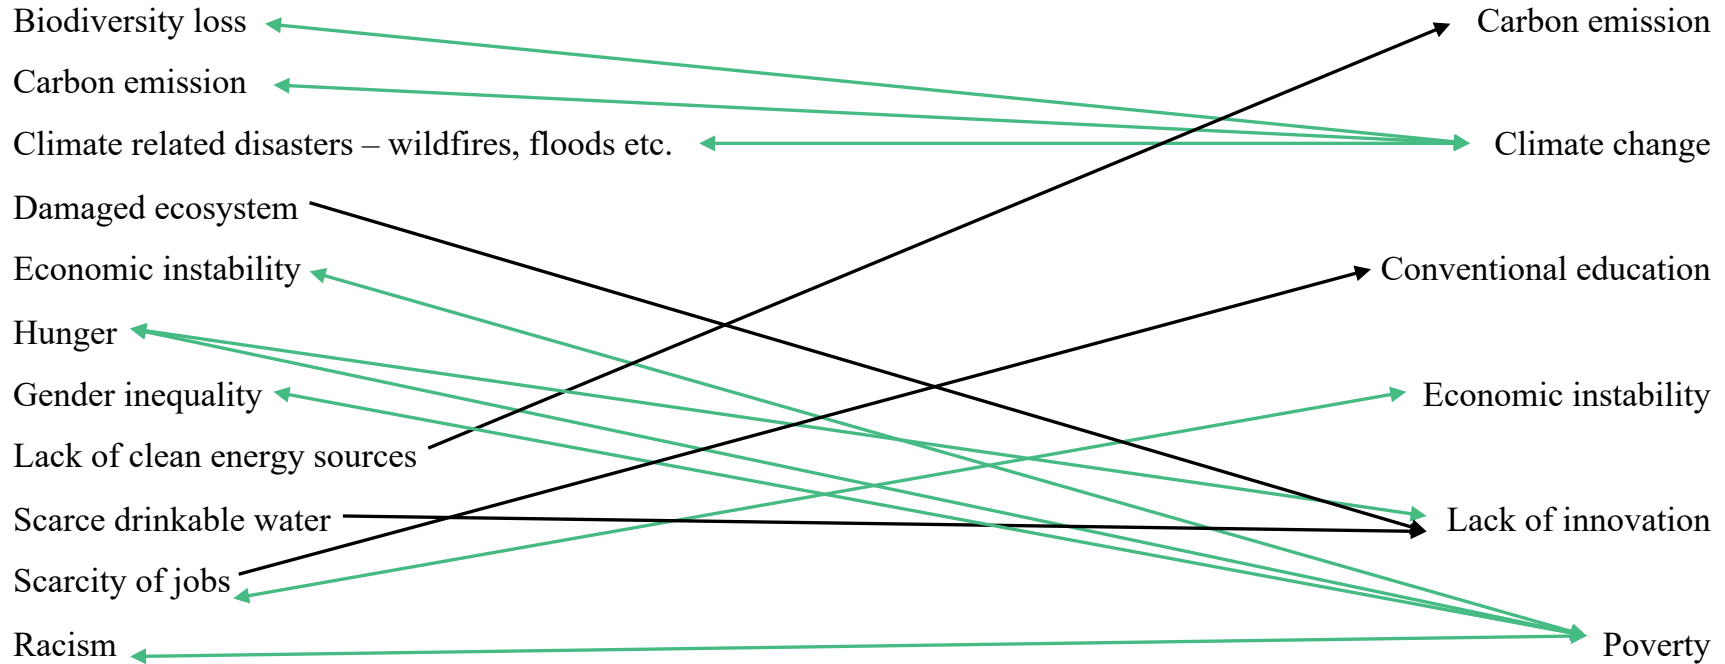 Biodiversity loss
Carbon emission
Carbon emission
Climate related disasters – wildfires, floods etc.
Climate change
Damaged ecosystem
Economic instability
Conventional education
Hunger
Gender inequality
Economic instability
Lack of clean energy sources
Scarce drinkable water
Lack of innovation
Scarcity of jobs
Racism
Poverty